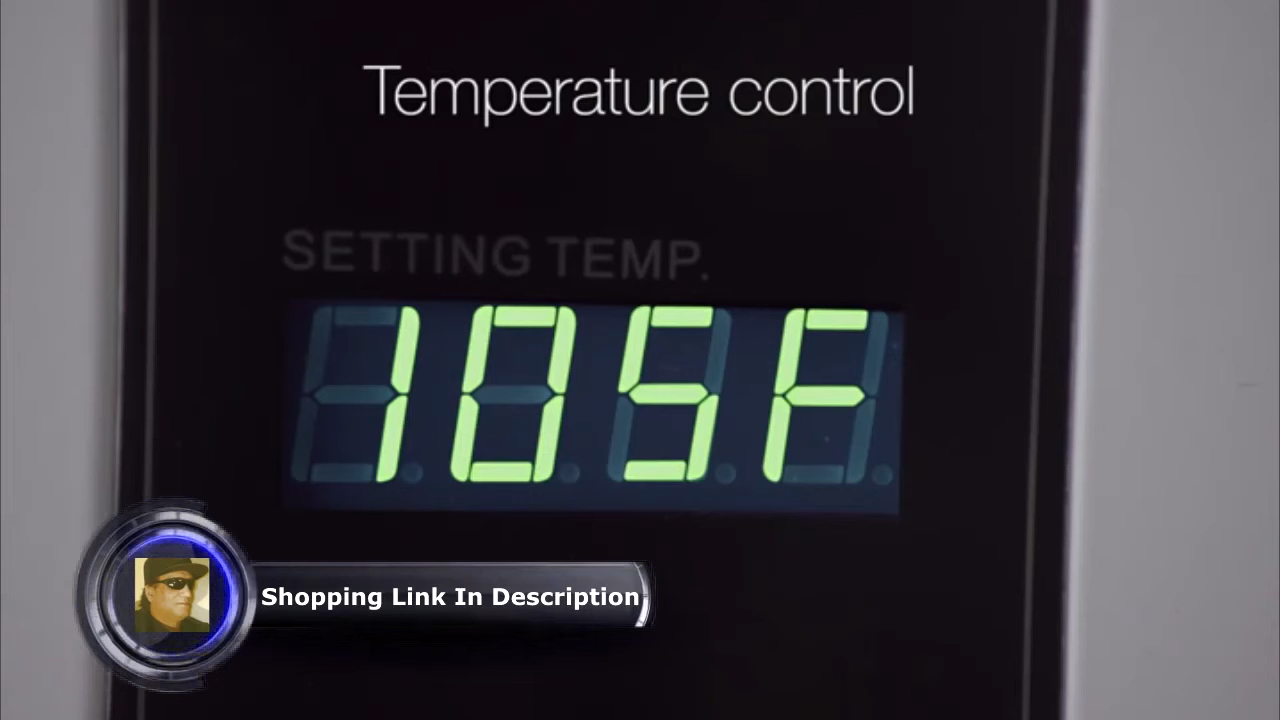 Temperature control
SETTING TEMP.
105F
Shopping Link In Description